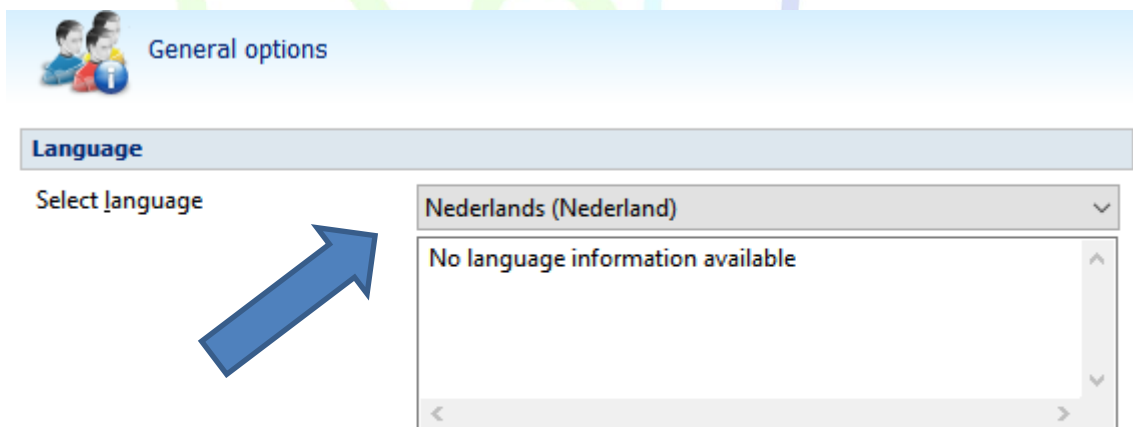 General options
Language
Select language
Nederlands (Nederland)
No language information available